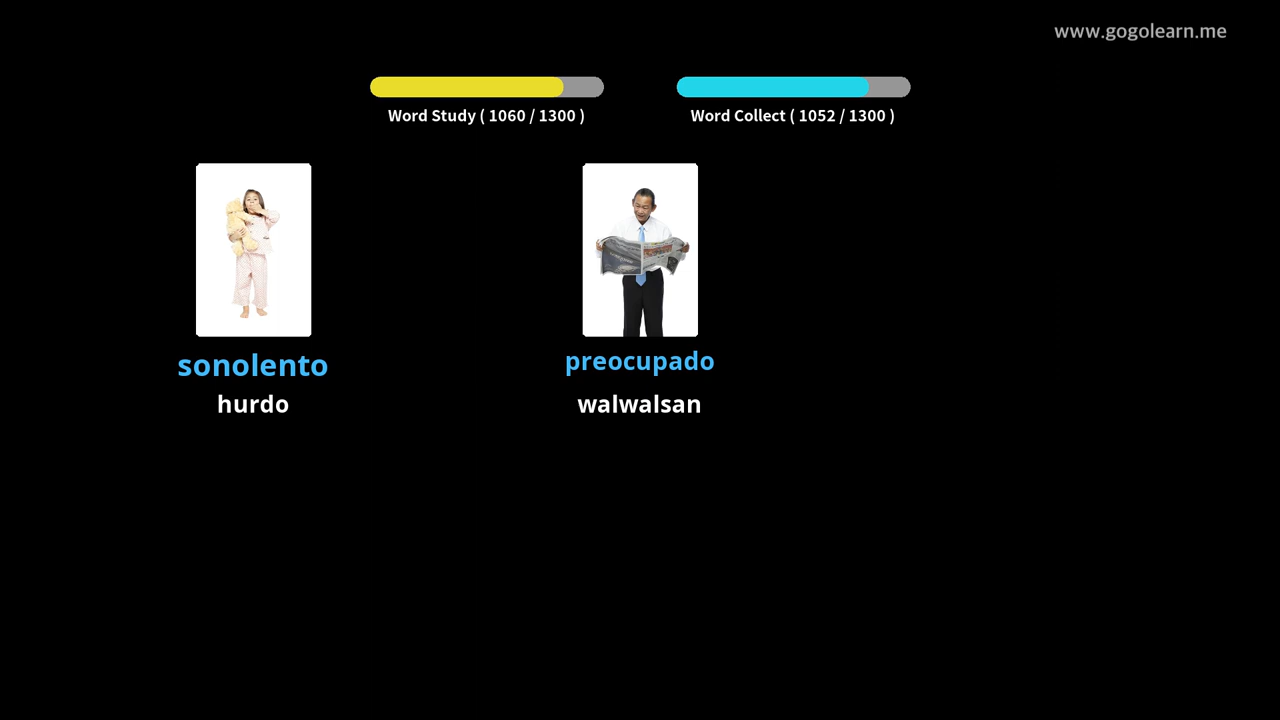 www.gogolearn.me
Word Study ( 1060 / 1300 )
Word Collect ( 1052 / 1300 )
sonolento
hurdo
preocupado
walwalsan